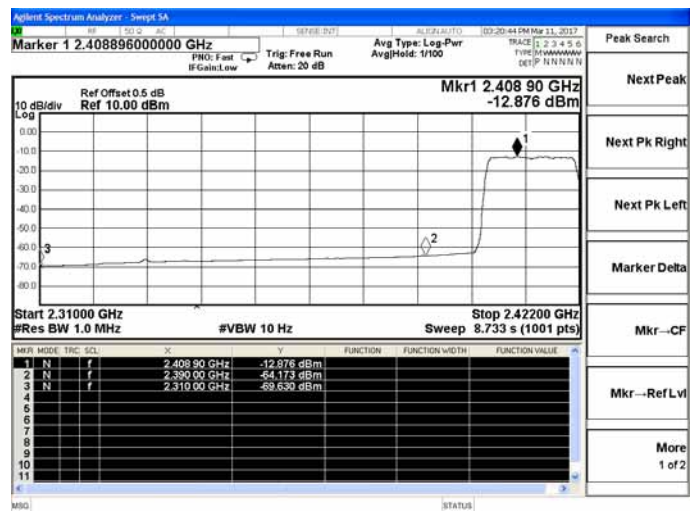 Agilent Spectrum Analyzer - Swept SA
RF 50 Ω AC SENSE:INT ALIGNAUTO 03:20:44 PM Mar 11, 2017
Marker 1 2.408896000000 GHz
PNO: Fast
IFGain:Low
Trig: Free Run
Atten: 20 dB
Avg Type: Log-Pwr
Avg|Hold: 1/100
TRACE 1 2 3 4 5 6
TYPE
DET P N N N N N
Peak Search
Ref Offset 0.5 dB
10 dB/div Ref 10.00 dBm
Log
Mkr1 2.408 90 GHz
-12.876 dBm
0.00
-10.0
-20.0
-30.0
-40.0
-50.0
-60.0
-70.0
-80.0
1
2
3
Start 2.31000 GHz
Stop 2.42200 GHz
#Res BW 1.0 MHz #VBW 10 Hz Sweep 8.733 s (1001 pts)
MKR MODE TRC SCL X Y FUNCTION FUNCTION WIDTH FUNCTION VALUE
1 N f 2.408 90 GHz -12.876 dBm
2 N f 2.390 00 GHz -64.173 dBm
3 N f 2.310 00 GHz -69.630 dBm
4
5
6
7
8
9
10
11
MSG STATUS
Next Peak
Next Pk Right
Next Pk Left
Marker Delta
Mkr→CF
Mkr→Ref Lvl
More
1 of 2